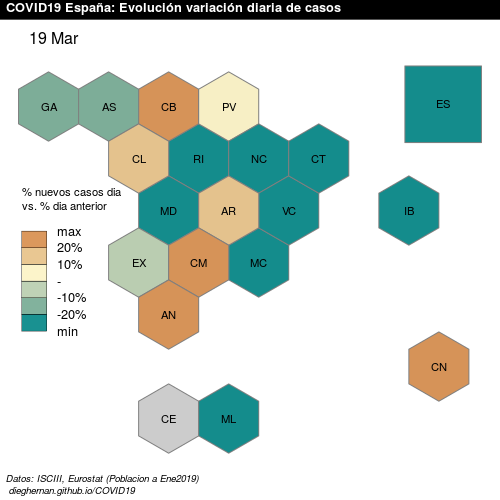 COVID19 España: Evolución variación diaria de casos
19 Mar
GA AS CB PV ES
CL RI NC CT
MD AR VC IB
% nuevos casos dia
vs. % dia anterior
EX CM MC
max
20%
10%
-
-10%
-20%
min
AN
CN
CE ML
Datos: ISCIII, Eurostat (Poblacion a Ene2019)
dieghernan.github.io/COVID19